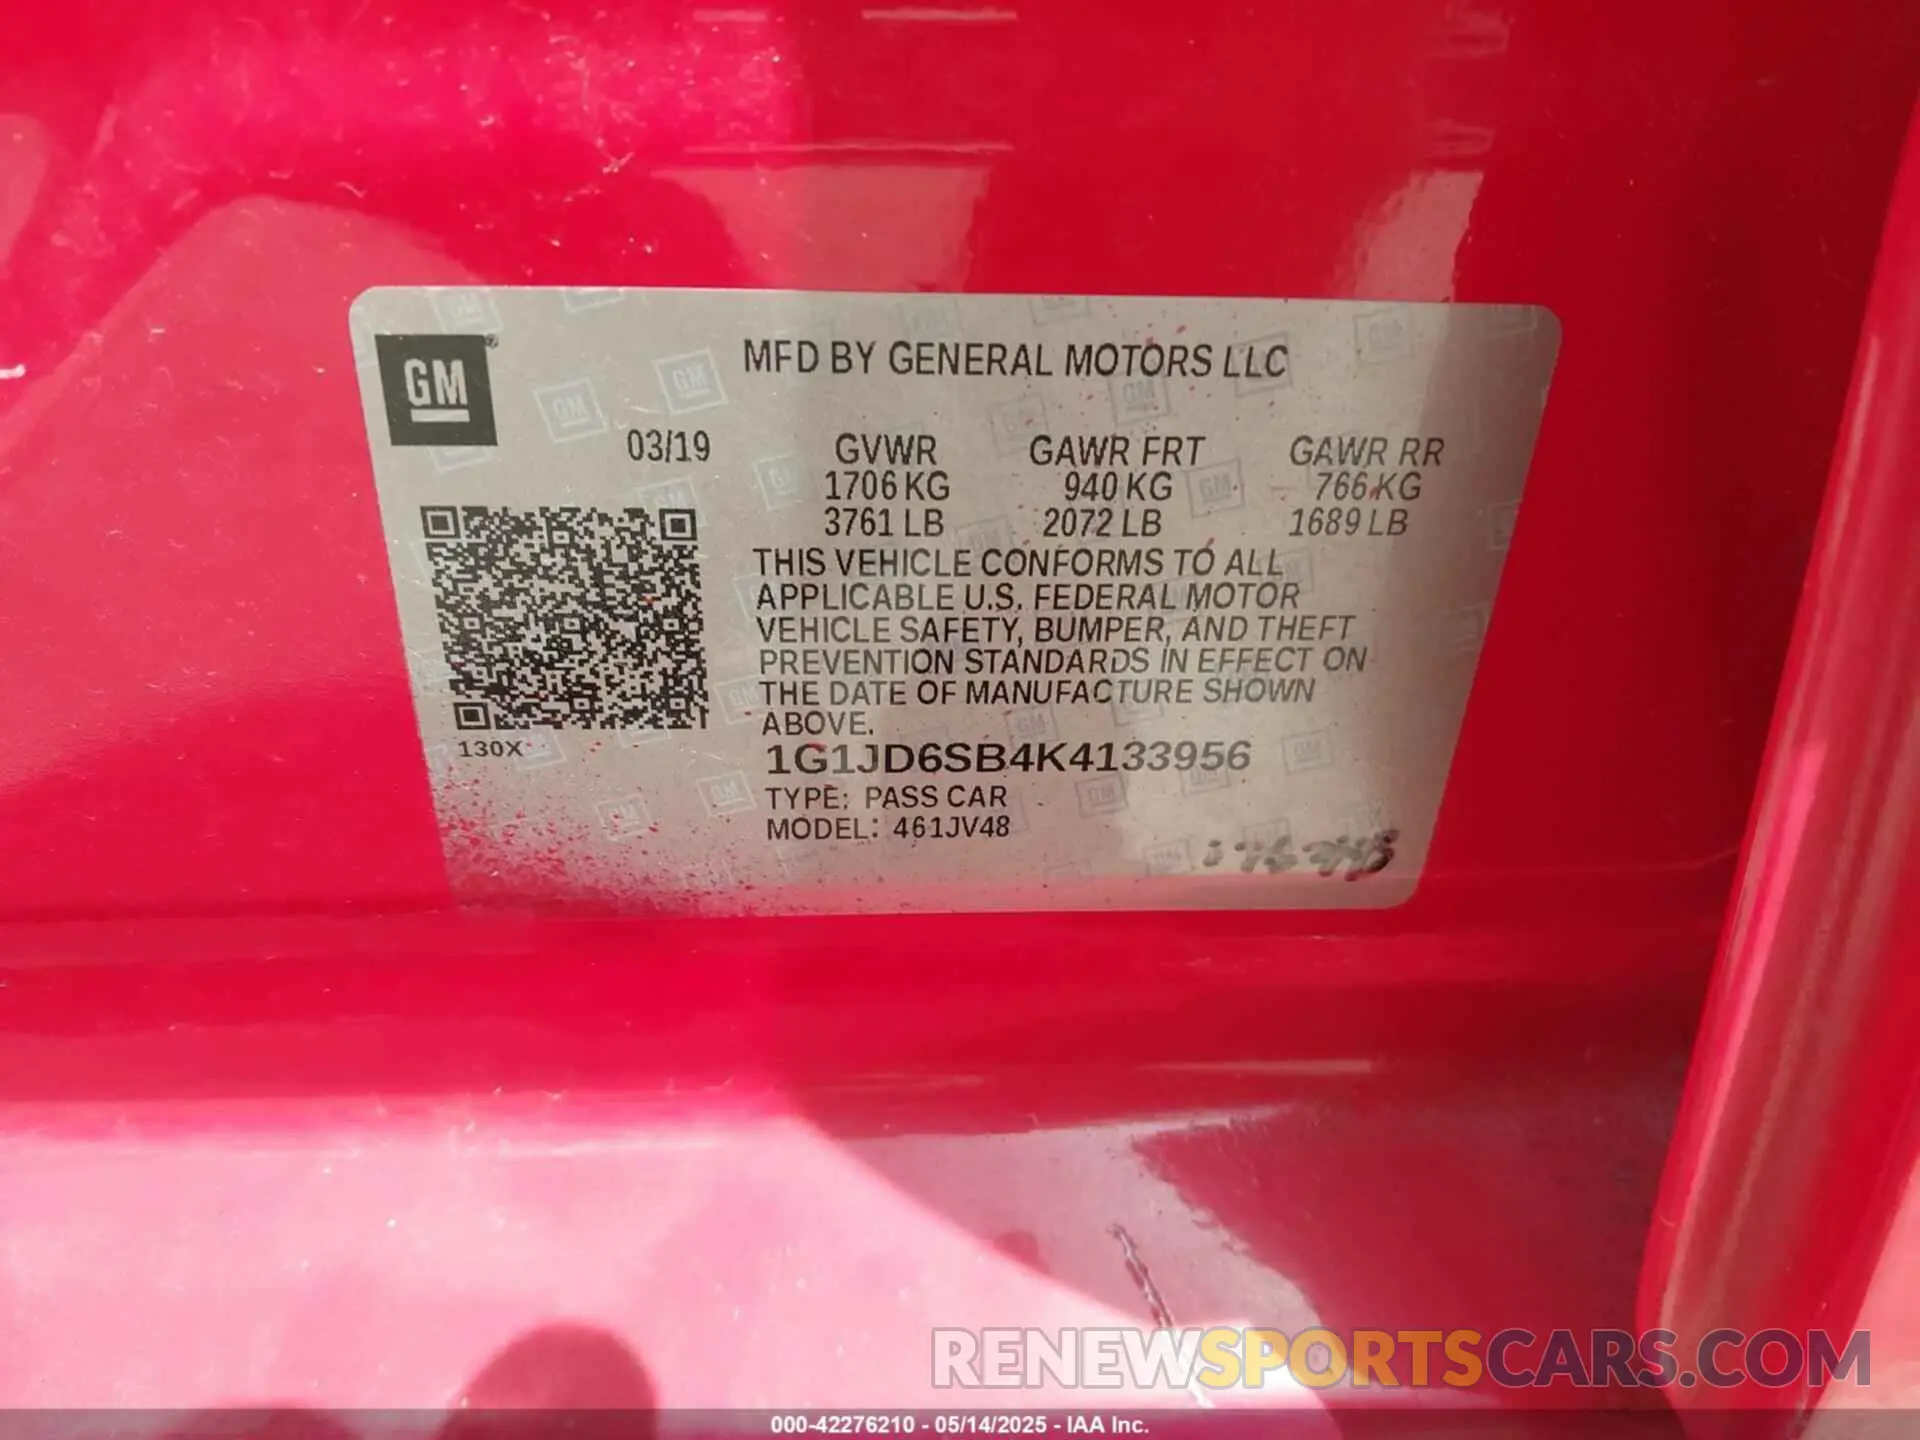 GM
MFD BY GENERAL MOTORS LLC
03/19
GVWR GAWR FRT GAWR RR
1706 KG 940 KG 766 KG
3761 LB 2072 LB 1689 LB
THIS VEHICLE CONFORMS TO ALL
APPLICABLE U.S. FEDERAL MOTOR
VEHICLE SAFETY, BUMPER, AND THEFT
PREVENTION STANDARDS IN EFFECT ON
THE DATE OF MANUFACTURE SHOWN
ABOVE.
130X
1G1JD6SB4K4133956
TYPE: PASS CAR
MODEL: 461JV48
RENEWSPORTSCARS.COM
000-42276210 - 05/14/2025 - IAA Inc.